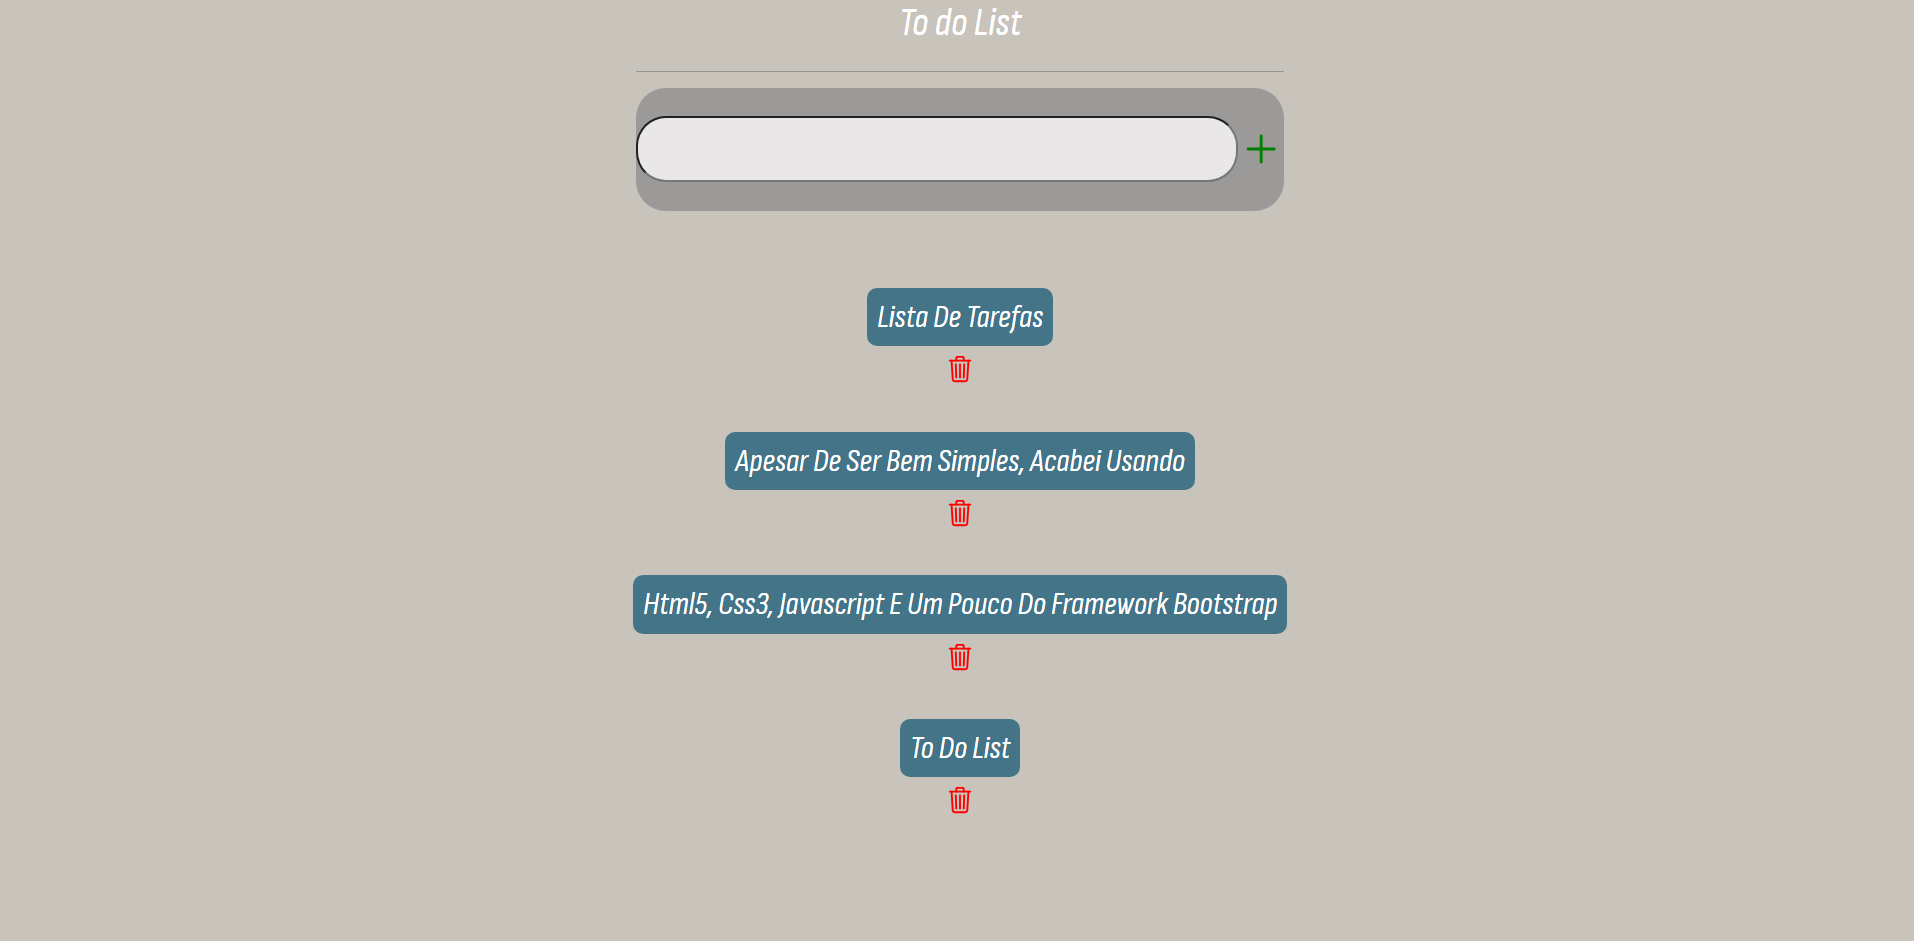 To do List
Lista De Tarefas
Apesar De Ser Bem Simples, Acabei Usando
Html5, Css3, Javascript E Um Pouco Do Framework Bootstrap
To Do List